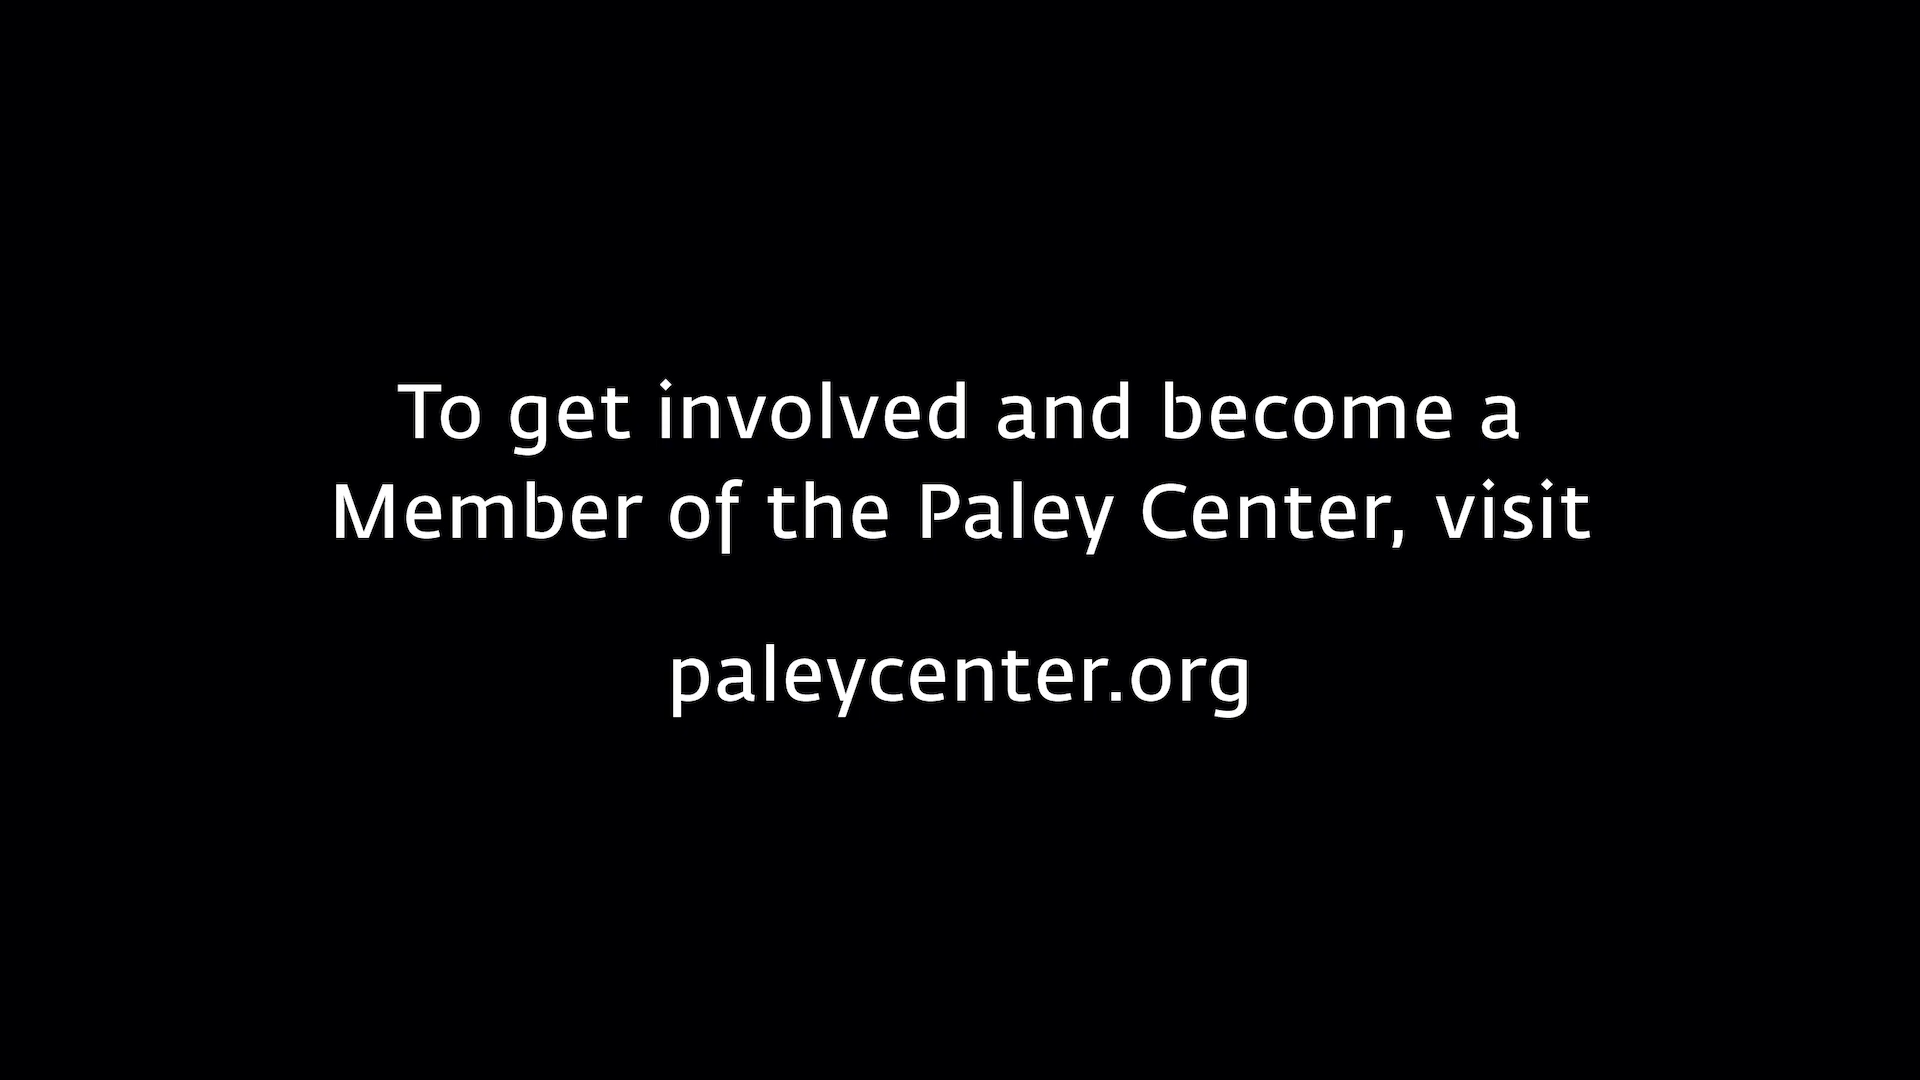 To get involved and become a
Member of the Paley Center, visit
paleycenter.org